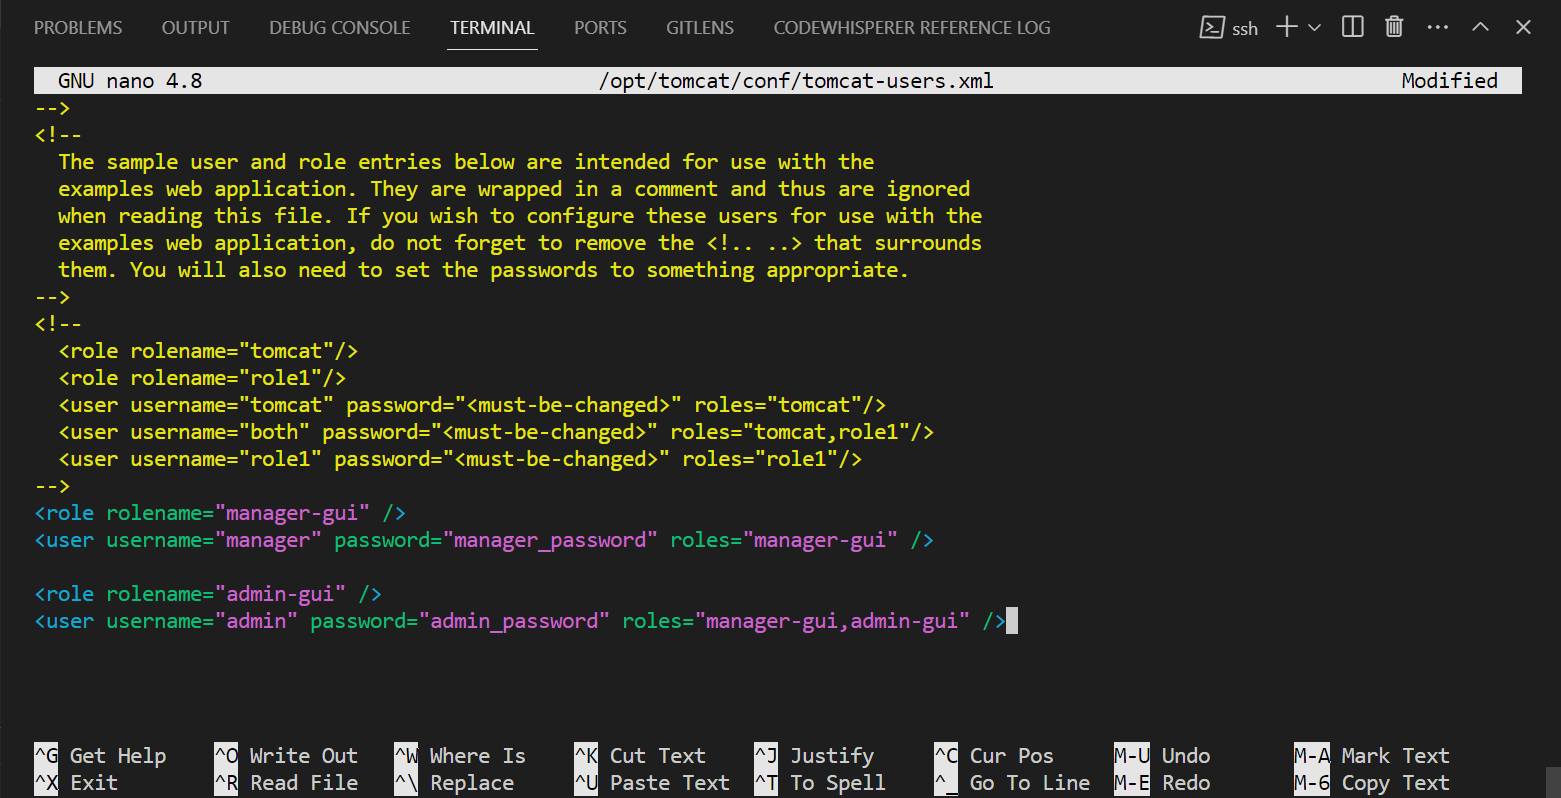 PROBLEMS OUTPUT DEBUG CONSOLE TERMINAL PORTS GITLENS CODEWHISPERER REFERENCE LOG ssh
GNU nano 4.8 /opt/tomcat/conf/tomcat-users.xml Modified
-->
<!--
  The sample user and role entries below are intended for use with the
  examples web application. They are wrapped in a comment and thus are ignored
  when reading this file. If you wish to configure these users for use with the
  examples web application, do not forget to remove the <!.. ..> that surrounds
  them. You will also need to set the passwords to something appropriate.
-->
<!--
  <role rolename="tomcat"/>
  <role rolename="role1"/>
  <user username="tomcat" password="<must-be-changed>" roles="tomcat"/>
  <user username="both" password="<must-be-changed>" roles="tomcat,role1"/>
  <user username="role1" password="<must-be-changed>" roles="role1"/>
-->
<role rolename="manager-gui" />
<user username="manager" password="manager_password" roles="manager-gui" />

<role rolename="admin-gui" />
<user username="admin" password="admin_password" roles="manager-gui,admin-gui" />
^G Get Help ^O Write Out ^W Where Is ^K Cut Text ^J Justify ^C Cur Pos M-U Undo M-A Mark Text
^X Exit ^R Read File ^\ Replace ^U Paste Text ^T To Spell ^_ Go To Line M-E Redo M-6 Copy Text